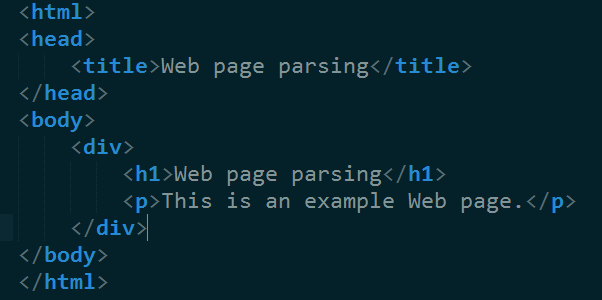 <html>
<head>
    <title>Web page parsing</title>
</head>
<body>
    <div>
        <h1>Web page parsing</h1>
        <p>This is an example Web page.</p>
    </div>
</body>
</html>